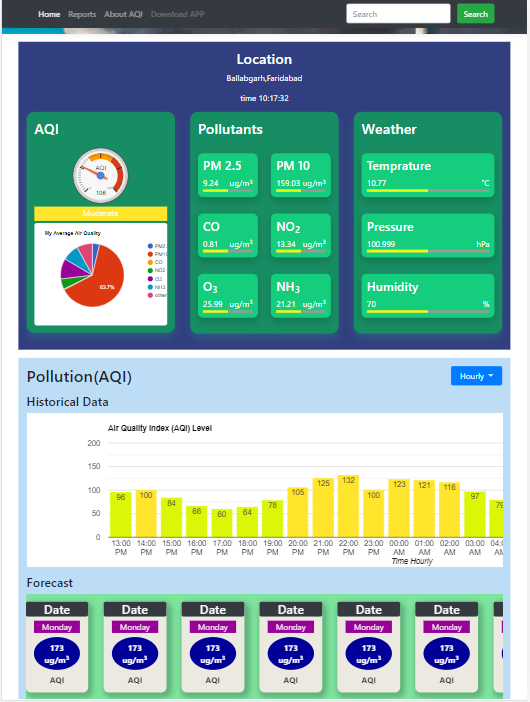 Home Reports About AQI Download APP Search Search
Location
Ballabgarh,Faridabad
time 10:17:32
AQI
AQI
106
Moderate
My Average Air Quality
63.7%
PM2
PM10
CO
NO2
O3
NH3
other
Pollutants
PM 2.5
9.24 ug/m3
PM 10
159.03 ug/m3
CO
0.81 ug/m3
NO2
13.34 ug/m3
O3
25.99 ug/m3
NH3
21.21 ug/m3
Weather
Temprature
10.77 °C
Pressure
100.999 hPa
Humidity
70 %
Pollution(AQI)
Hourly
Historical Data
Air Quality Index (AQI) Level
200
150
100
50
0
96 100 84 66 60 64 78 105 125 132 100 123 121 116 97 79
13:00 14:00 15:00 16:00 17:00 18:00 19:00 20:00 21:00 22:00 23:00 00:00 01:00 02:00 03:00 04:0
PM PM PM PM PM PM PM PM PM PM PM AM AM AM AM AM
Time Hourly
Forecast
Date Date Date Date Date Date
Monday Monday Monday Monday Monday Monday
173 173 173 173 173 173
ug/m3 ug/m3 ug/m3 ug/m3 ug/m3 ug/m3
AQI AQI AQI AQI AQI AQI